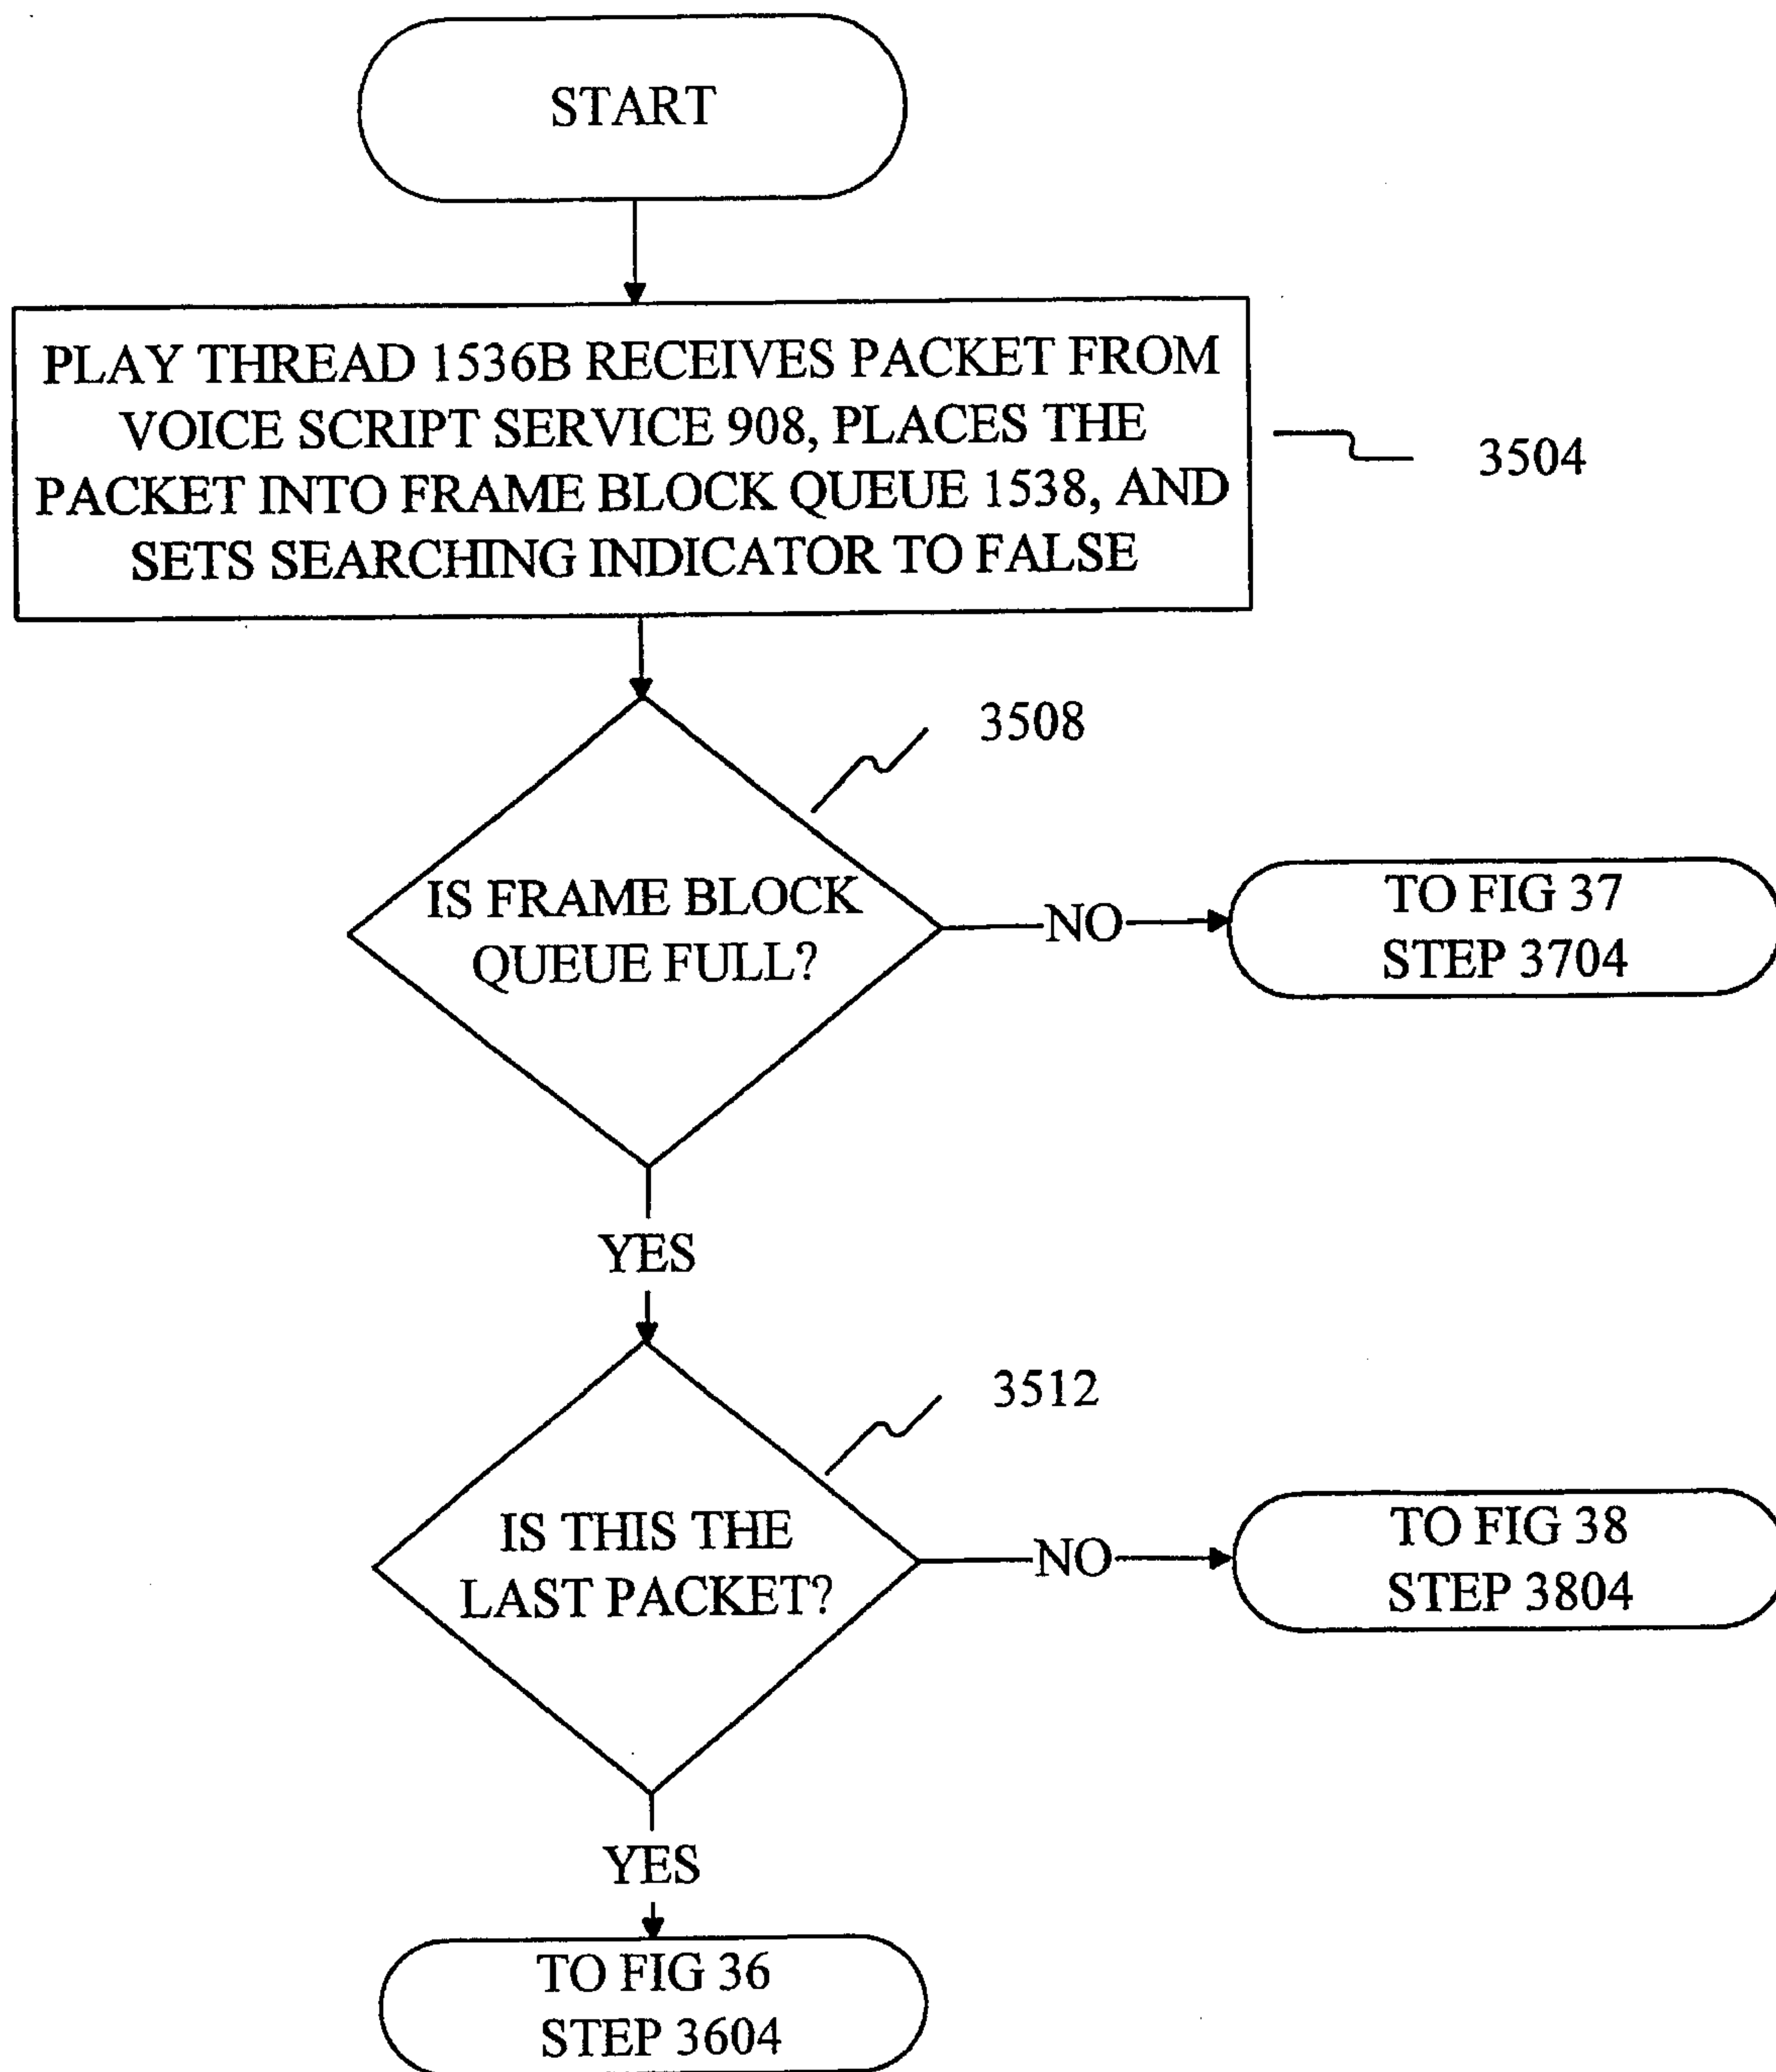 START
PLAY THREAD 1536B RECEIVES PACKET FROM
VOICE SCRIPT SERVICE 908, PLACES THE
PACKET INTO FRAME BLOCK QUEUE 1538, AND
SETS SEARCHING INDICATOR TO FALSE
3504
3508
IS FRAME BLOCK
QUEUE FULL?
NO
TO FIG 37
STEP 3704
YES
3512
IS THIS THE
LAST PACKET?
NO
TO FIG 38
STEP 3804
YES
TO FIG 36
STEP 3604